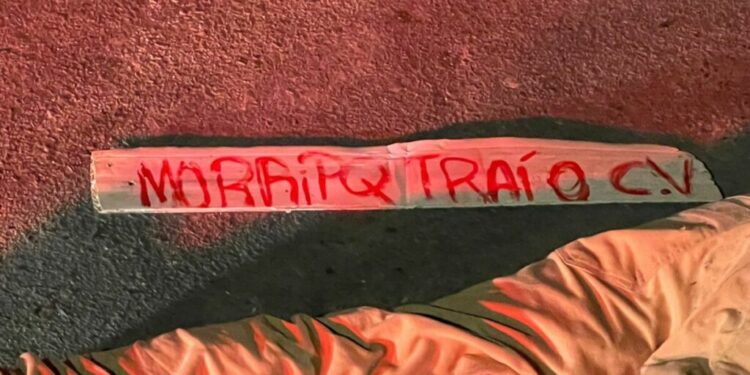 MORRi PQ TRAÍ O C.V